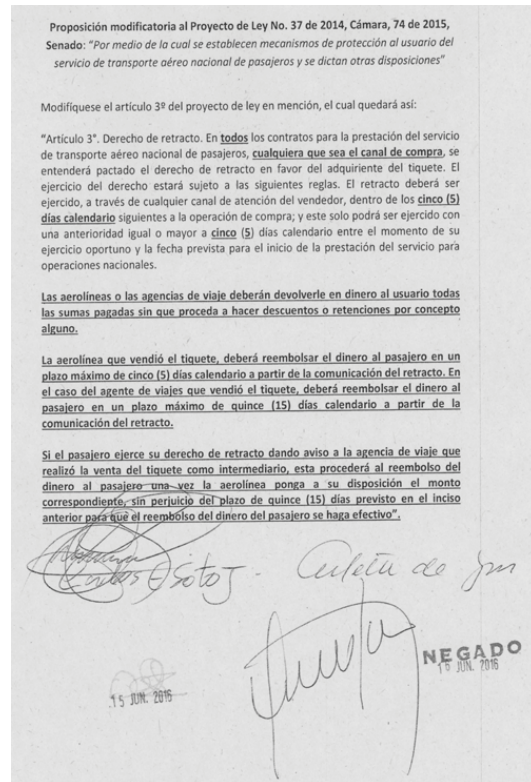 Proposición modificatoria al Proyecto de Ley No. 37 de 2014, Cámara, 74 de 2015,
Senado: "Por medio de la cual se establecen mecanismos de protección al usuario del
servicio de transporte aéreo nacional de pasajeros y se dictan otras disposiciones"
Modifíquese el artículo 3º del proyecto de ley en mención, el cual quedará así:
"Artículo 3°. Derecho de retracto. En todos los contratos para la prestación del servicio
de transporte aéreo nacional de pasajeros, cualquiera que sea el canal de compra, se
entenderá pactado el derecho de retracto en favor del adquiriente del tiquete. El
ejercicio del derecho estará sujeto a las siguientes reglas. El retracto deberá ser
ejercido, a través de cualquier canal de atención del vendedor, dentro de los cinco (5)
días calendario siguientes a la operación de compra; y este solo podrá ser ejercido con
una anterioridad igual o mayor a cinco (5) días calendario entre el momento de su
ejercicio oportuno y la fecha prevista para el inicio de la prestación del servicio para
operaciones nacionales.
Las aerolíneas o las agencias de viaje deberán devolverle en dinero al usuario todas
las sumas pagadas sin que proceda a hacer descuentos o retenciones por concepto
alguno.
La aerolínea que vendió el tiquete, deberá reembolsar el dinero al pasajero en un
plazo máximo de cinco (5) días calendario a partir de la comunicación del retracto. En
el caso del agente de viajes que vendió el tiquete, deberá reembolsar el dinero al
pasajero en un plazo máximo de quince (15) días calendario a partir de la
comunicación del retracto.
Si el pasajero ejerce su derecho de retracto dando aviso a la agencia de viaje que
realizó la venta del tiquete como intermediario, esta procederá al reembolso del
dinero al pasajero una vez la aerolínea ponga a su disposición el monto
correspondiente, sin perjuicio del plazo de quince (15) días previsto en el inciso
anterior para que el reembolso del dinero del pasajero se haga efectivo".
Soto J
NEGADO
15 JUN. 2016